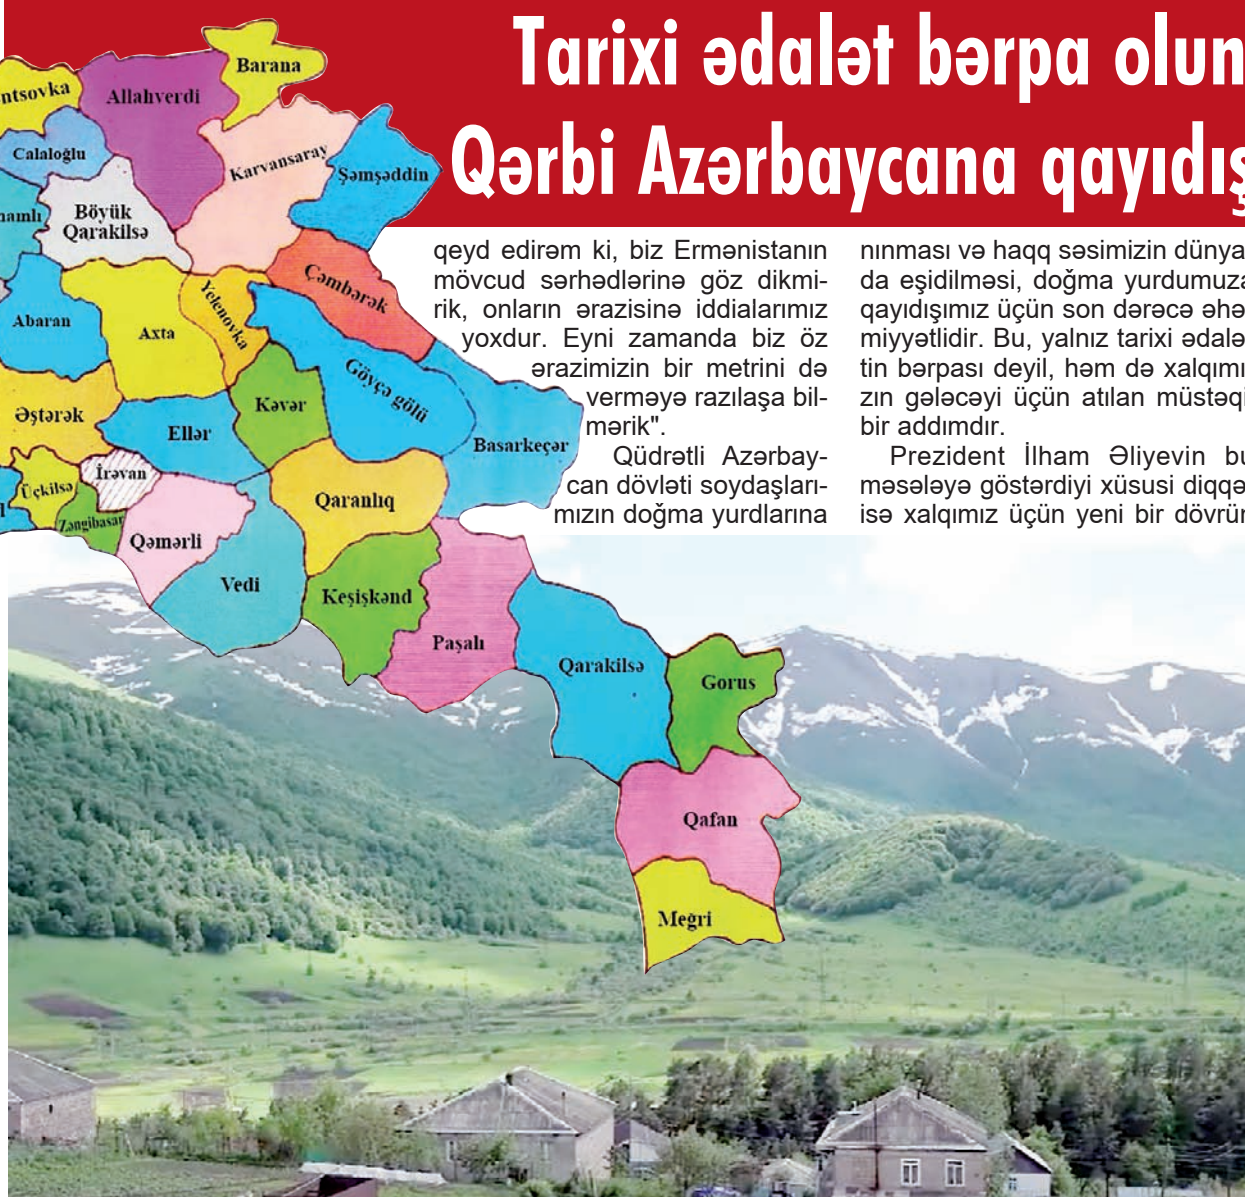 Tarixi ədalət bərpa olun
Qərbi Azərbaycana qayıdış
qeyd edirəm ki, biz Ermənistanın
mövcud sərhədlərinə göz dikmi-
rik, onların ərazisinə iddialarımız
yoxdur. Eyni zamanda biz öz
ərazimizin bir metrini də
verməyə razılaşa bil-
mərik".
Qüdrətli Azərbay-
can dövləti soydaşları-
mızın doğma yurdlarına
nınması və haqq səsimizin dünya
da eşidilməsi, doğma yurdumuza
qayıdışımız üçün son dərəcə əhə
miyyətlidir. Bu, yalnız tarixi ədalə
tin bərpası deyil, həm də xalqımı
zın gələcəyi üçün atılan müstəqi
bir addımdır.
Prezident İlham Əliyevin bu
məsələyə göstərdiyi xüsusi diqqə
isə xalqımız üçün yeni bir dövrün
Barana
ntsovka
Allahverdi
Calaloğlu
Karvansaray
Şəmşəddin
amlı
Böyük
Qarakilsə
Çəmbərək
Yelenovka
Abaran
Axta
Göyçə gölü
Kəvər
Əştərək
Ellər
Basarkeçər
İrəvan
Üçkilsə
Qaranlıq
Zəngibasar
Qəmərli
Vedi
Keşişkənd
Paşalı
Qarakilsə
Gorus
Qafan
Meğri